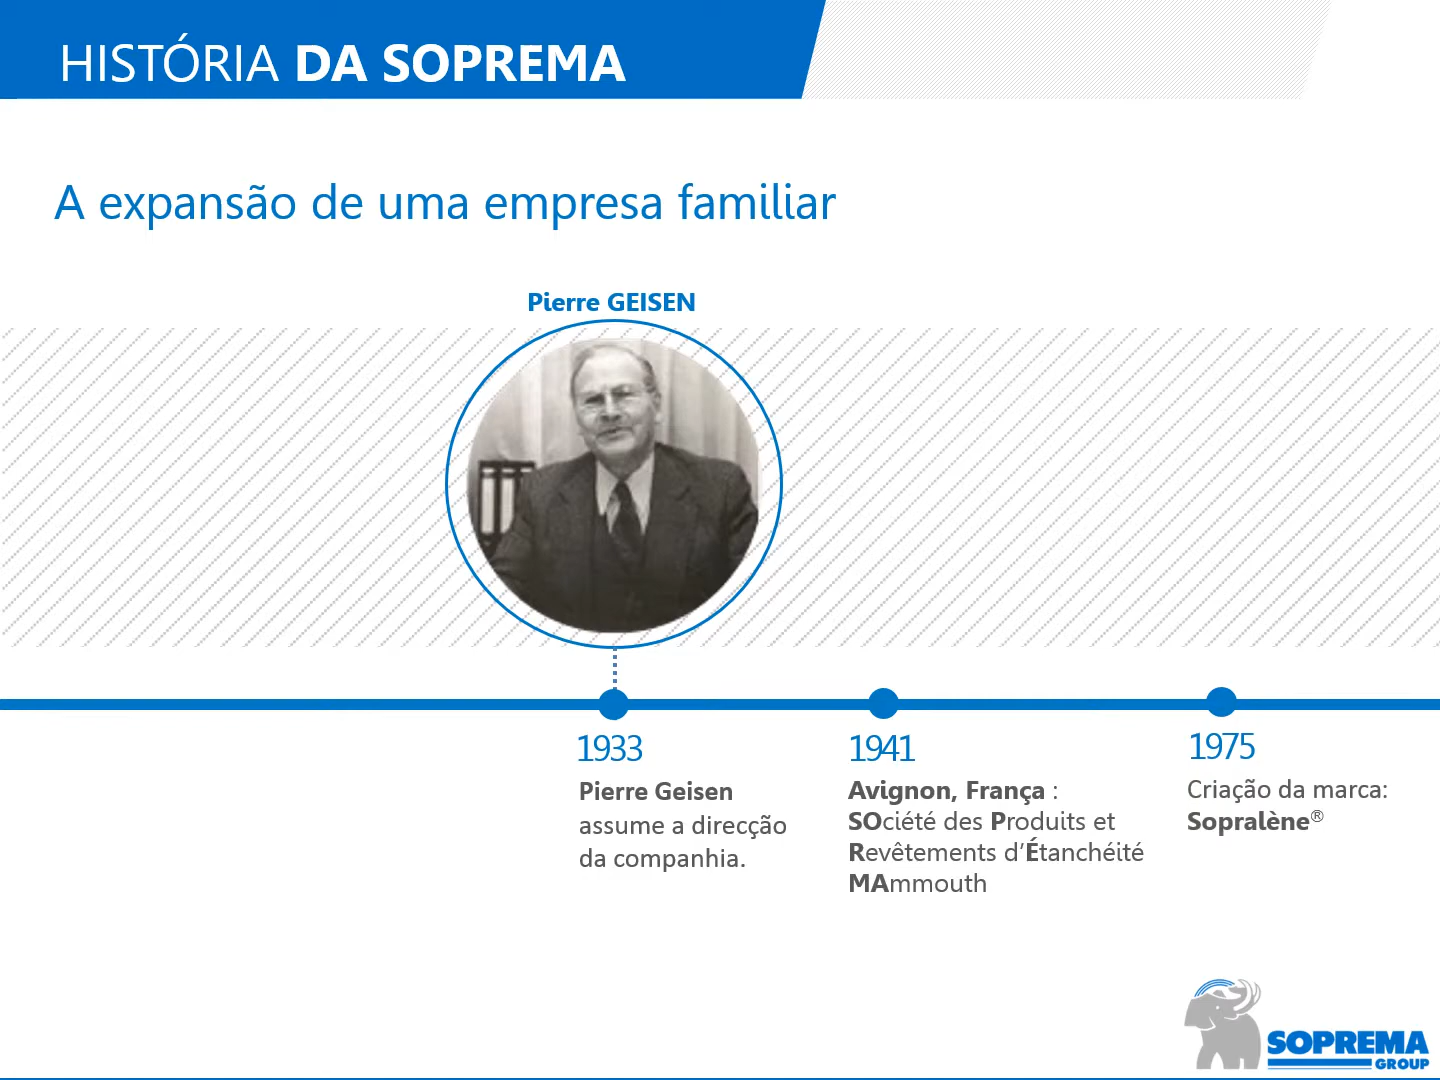 HISTÓRIA DA SOPREMA
A expansão de uma empresa familiar
Pierre GEISEN
1933
Pierre Geisen
assume a direcção
da companhia.
1941
Avignon, França :
SOciété des Produits et
Revêtements d’Étanchéité
MAmmouth
1975
Criação da marca:
Sopralène®
SOPREMA
GROUP